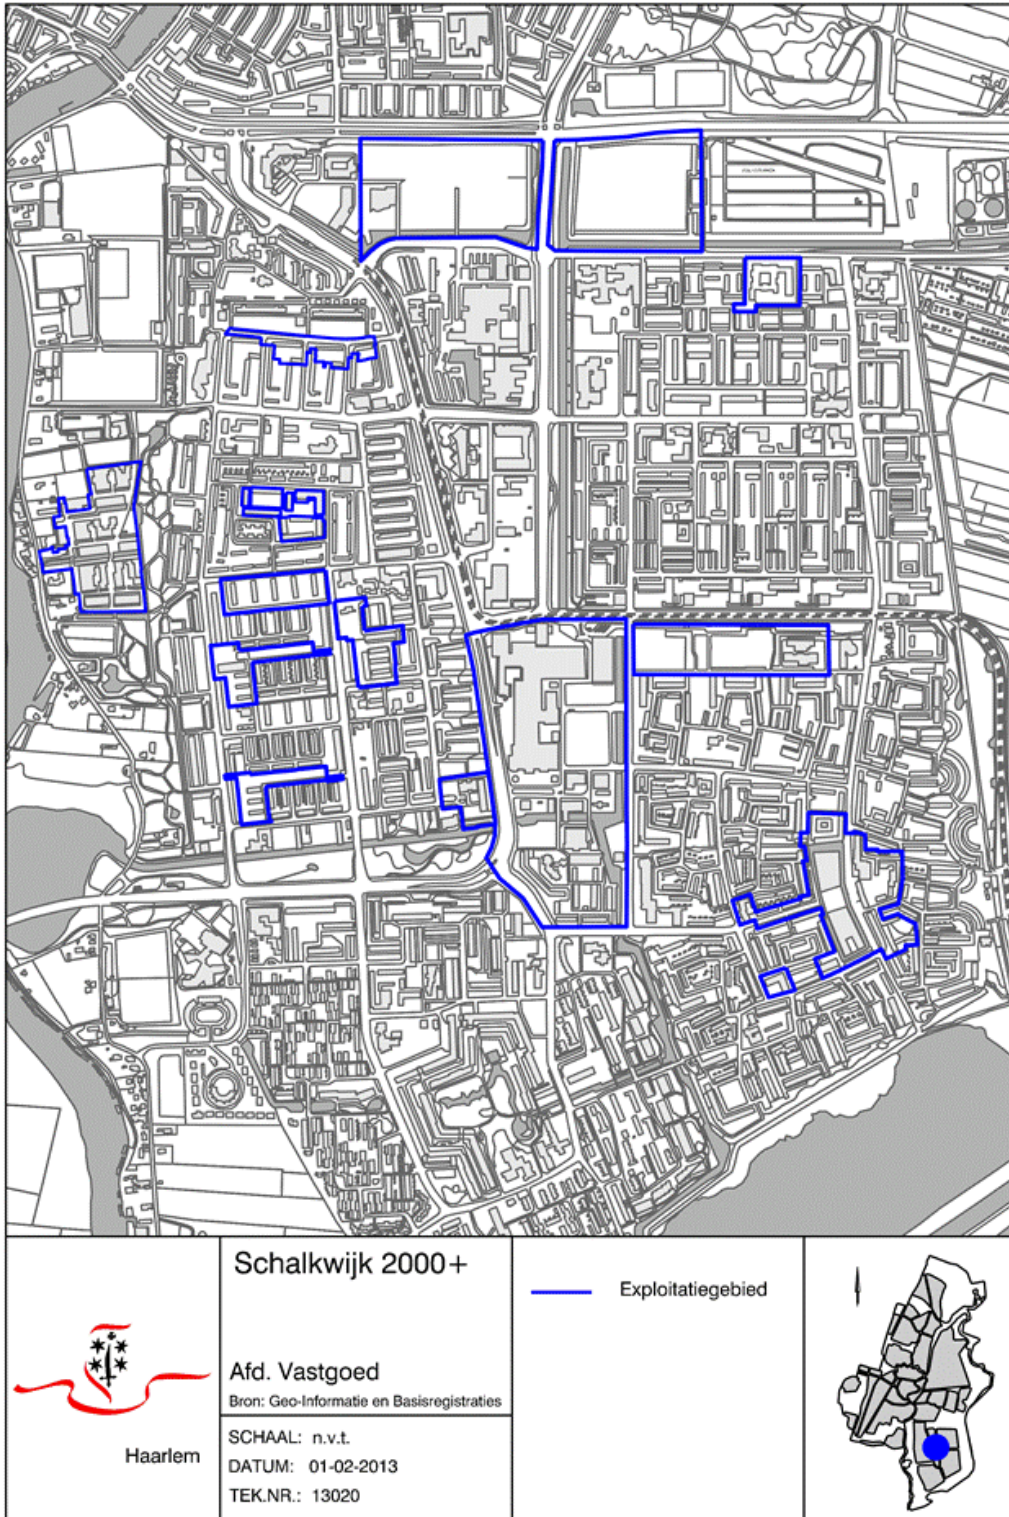 Schalkwijk 2000+
Afd. Vastgoed
Bron: Geo-Informatie en Basisregistraties
SCHAAL: n.v.t.
DATUM: 01-02-2013
TEK.NR.: 13020
Haarlem
Exploitatiegebied